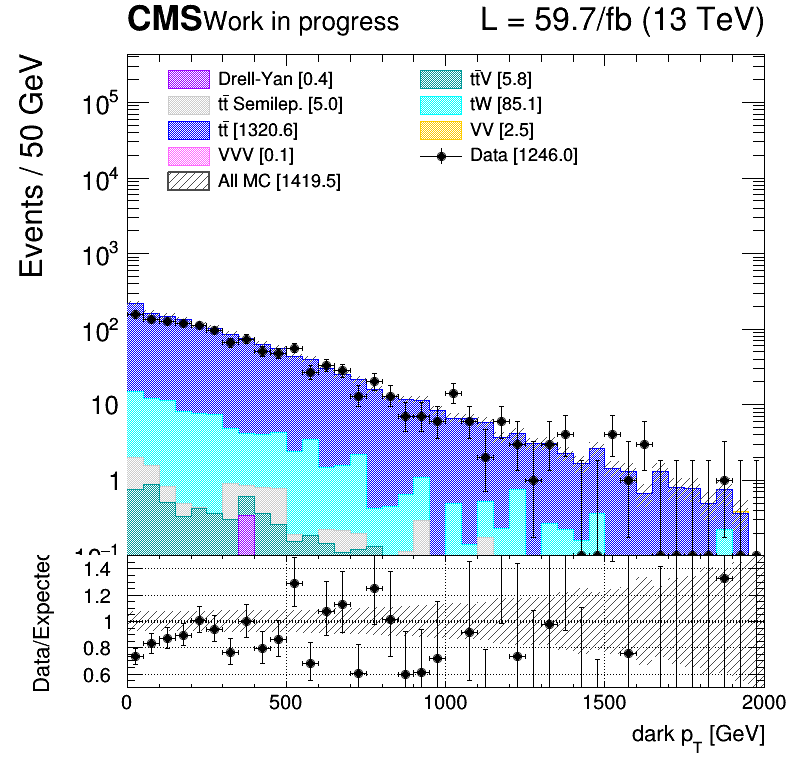 CMS Work in progress L = 59.7/fb (13 TeV)
Events / 50 GeV
Drell-Yan [0.4]
tt̄ Semilep. [5.0]
tt̄ [1320.6]
VVV [0.1]
All MC [1419.5]
tt̄V [5.8]
tW [85.1]
VV [2.5]
Data [1246.0]
10⁵
10⁴
10³
10²
10
1
10⁻¹
Data/Expected
1.4
1.2
1
0.8
0.6
0 500 1000 1500 2000
dark p_T [GeV]